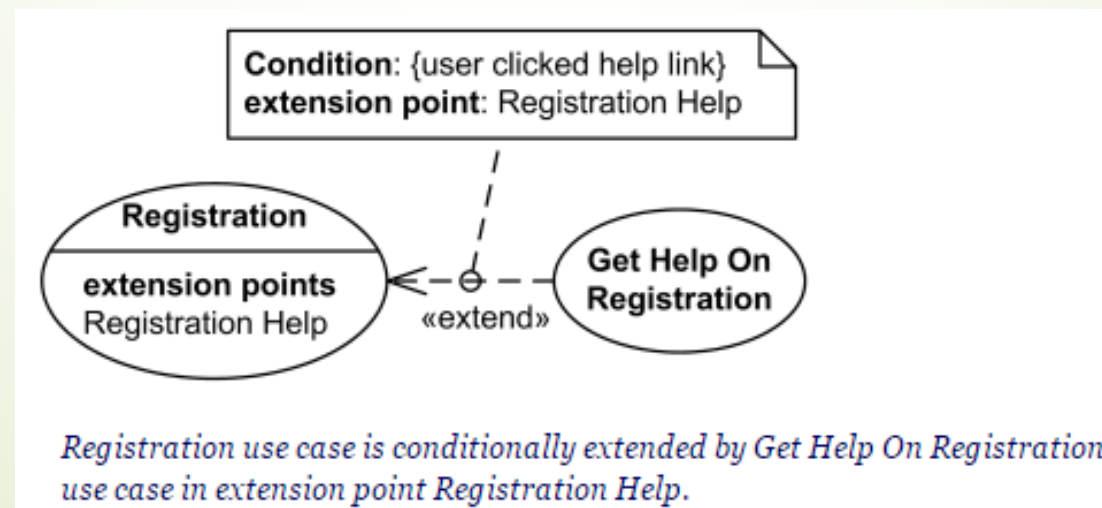 Condition: {user clicked help link}
extension point: Registration Help
Registration
extension points
Registration Help
«extend»
Get Help On
Registration
Registration use case is conditionally extended by Get Help On Registration
use case in extension point Registration Help.